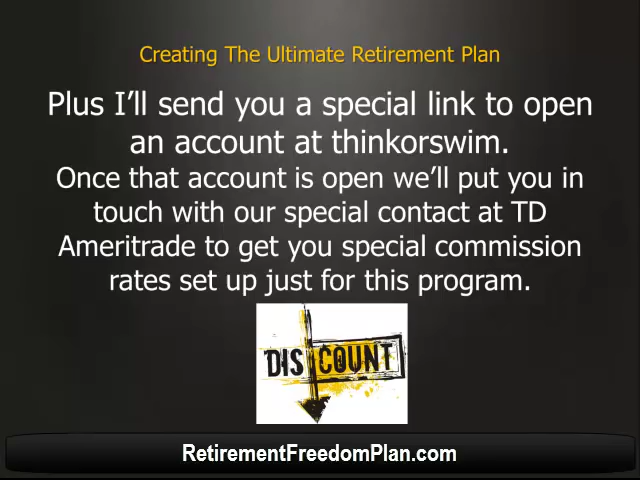 Creating The Ultimate Retirement Plan
Plus I’ll send you a special link to open
an account at thinkorswim.
Once that account is open we’ll put you in
touch with our special contact at TD
Ameritrade to get you special commission
rates set up just for this program.
DISCOUNT
RetirementFreedomPlan.com